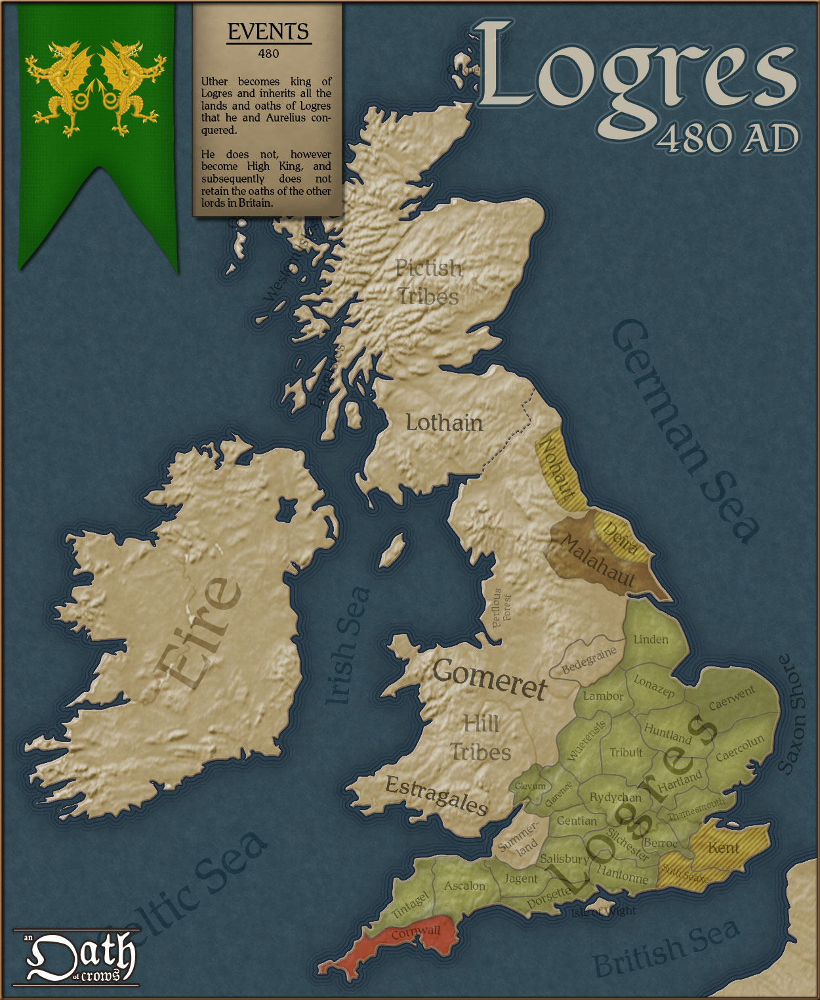 EVENTS
480
Uther becomes king of
Logres and inherits all the
lands and oaths of Logres
that he and Aurelius con-
quered.
He does not, however
become High King, and
subsequently does not
retain the oaths of the other
lords in Britain.
Logres
480 AD
Pictish
Tribes
German Sea
Lothain
Nohaut
Deira
Malahaut
Eire
Irish Sea
Perilous
Forest
Linden
Bedegraine
Gomeret
Lambor
Lonazep
Caerwent
Saxon Shore
Hill
Tribes
Wuerensis
Tribuit
Huntland
Caercolun
Logres
Estragales
Glevum
Clarence
Rydychan
Hartland
Thamesmouth
Gentian
Summer-
land
Silchester
Berroc
Kent
Salisbury
Hantonne
Suth Seaxe
Jagent
Ascalon
Dorsette
Tintagel
Isle of Wight
Cornwall
British Sea
Sea
an
Oath
of crows